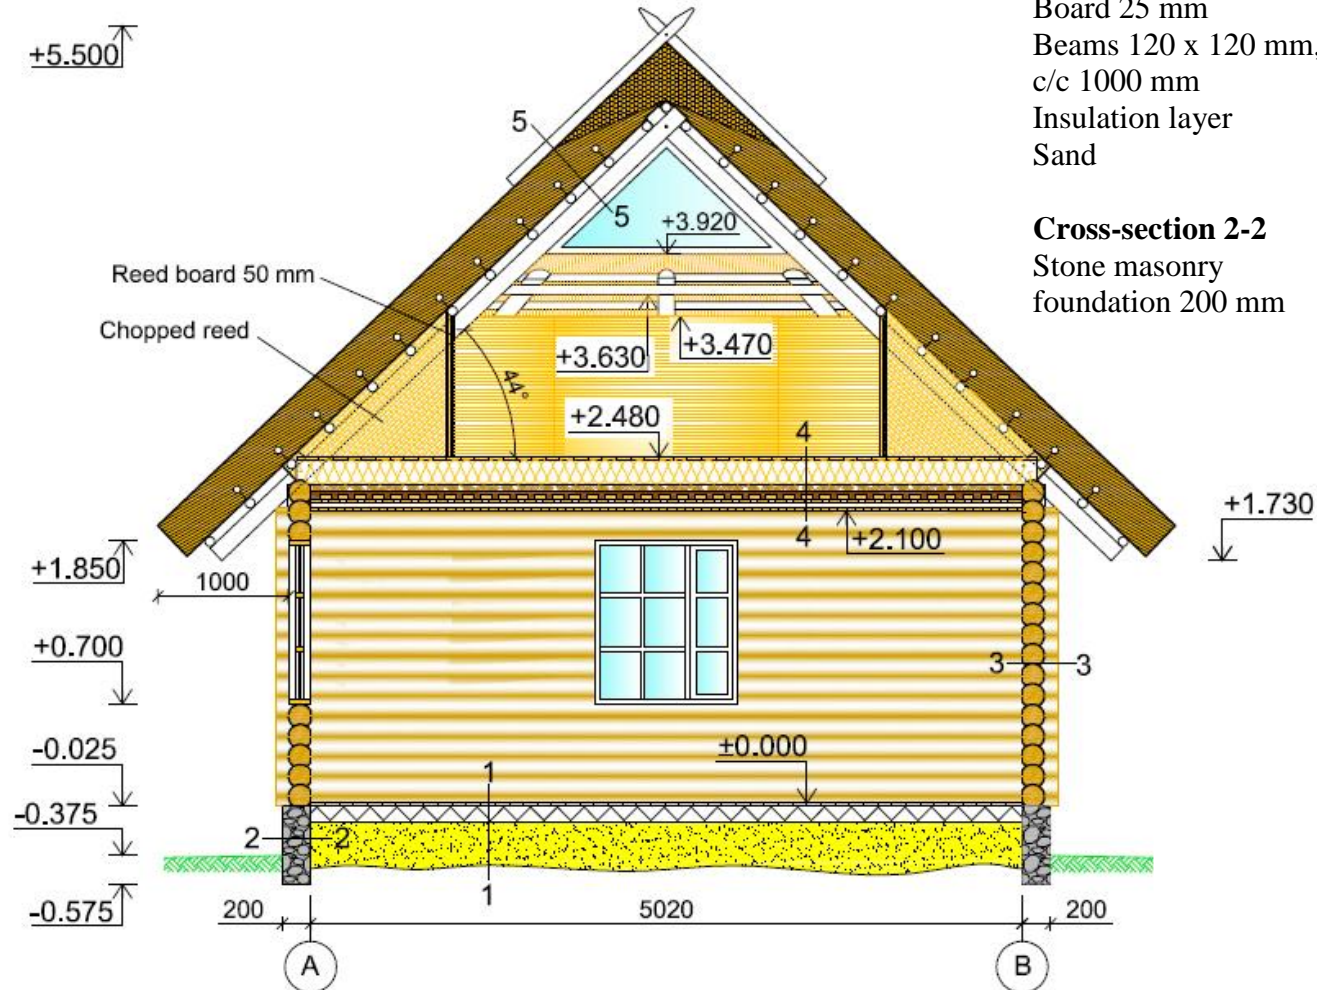 Board 25 mm
Beams 120 x 120 mm,
c/c 1000 mm
Insulation layer
Sand
Cross-section 2-2
Stone masonry
foundation 200 mm
+5.500
5
5
+3.920
Reed board 50 mm
Chopped reed
+3.630
+3.470
44°
+2.480
4
4
+2.100
+1.730
+1.850
1000
+0.700
3
3
-0.025
±0.000
1
-0.375
2
2
1
-0.575
200
5020
200
A
B